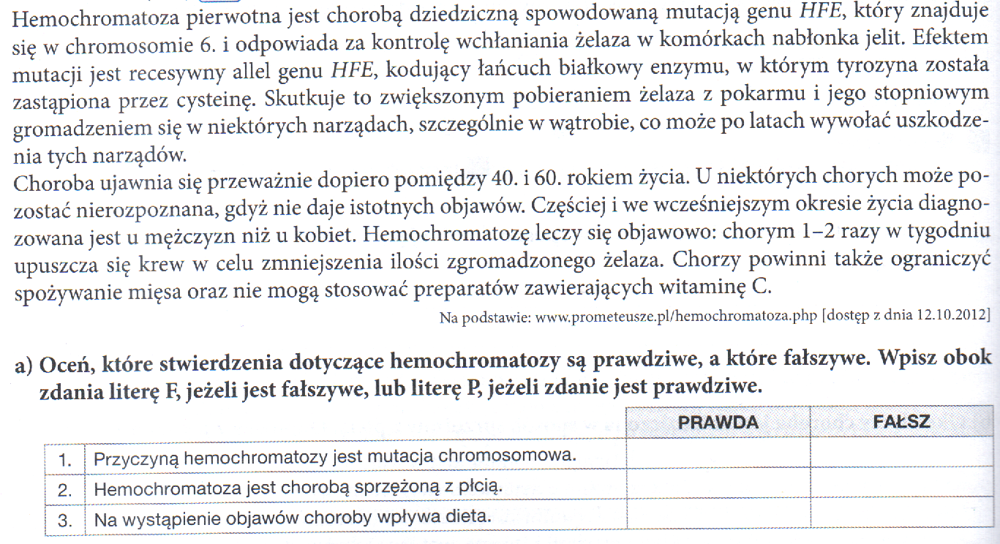 Hemochromatoza pierwotna jest chorobą dziedziczną spowodowaną mutacją genu HFE, który znajduje
się w chromosomie 6. i odpowiada za kontrolę wchłaniania żelaza w komórkach nabłonka jelit. Efektem
mutacji jest recesywny allel genu HFE, kodujący łańcuch białkowy enzymu, w którym tyrozyna została
zastąpiona przez cysteinę. Skutkuje to zwiększonym pobieraniem żelaza z pokarmu i jego stopniowym
gromadzeniem się w niektórych narządach, szczególnie w wątrobie, co może po latach wywołać uszkodze-
nia tych narządów.
Choroba ujawnia się przeważnie dopiero pomiędzy 40. i 60. rokiem życia. U niektórych chorych może po-
zostać nierozpoznana, gdyż nie daje istotnych objawów. Częściej i we wcześniejszym okresie życia diagno-
zowana jest u mężczyzn niż u kobiet. Hemochromatozę leczy się objawowo: chorym 1–2 razy w tygodniu
upuszcza się krew w celu zmniejszenia ilości zgromadzonego żelaza. Chorzy powinni także ograniczyć
spożywanie mięsa oraz nie mogą stosować preparatów zawierających witaminę C.
Na podstawie: www.prometeusze.pl/hemochromatoza.php [dostęp z dnia 12.10.2012]
a) Oceń, które stwierdzenia dotyczące hemochromatozy są prawdziwe, a które fałszywe. Wpisz obok
zdania literę F, jeżeli jest fałszywe, lub literę P, jeżeli zdanie jest prawdziwe.
PRAWDA FAŁSZ
1. Przyczyną hemochromatozy jest mutacja chromosomowa.
2. Hemochromatoza jest chorobą sprzężoną z płcią.
3. Na wystąpienie objawów choroby wpływa dieta.